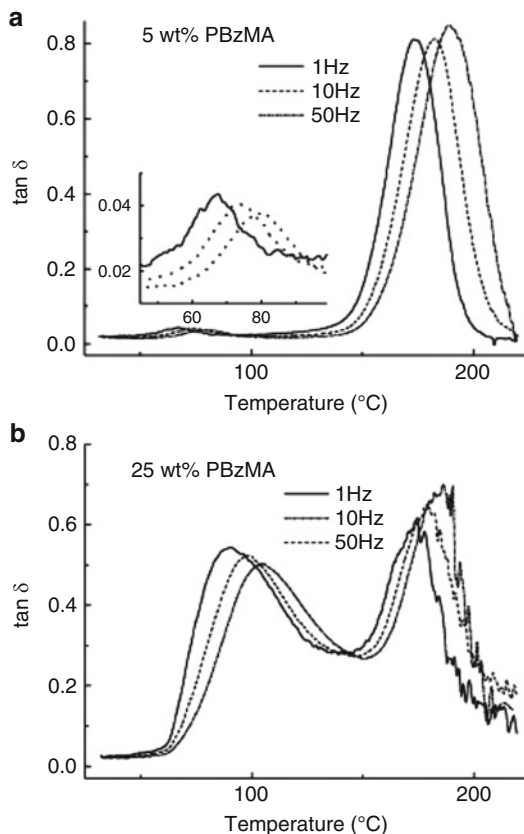 a
5 wt% PBzMA
1Hz
10Hz
50Hz
0.8
0.6
0.4
0.2
0.0
tan δ
0.04
0.02
60 80
100 200
Temperature (°C)
b
25 wt% PBzMA
1Hz
10Hz
50Hz
0.8
0.6
0.4
0.2
0.0
tan δ
100 200
Temperature (°C)